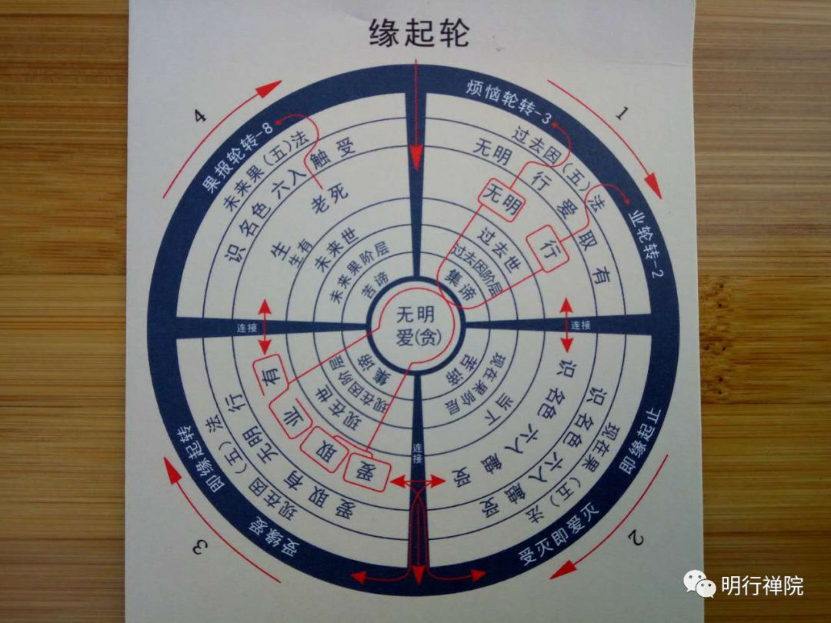 缘起轮
1
烦恼轮转-3
业轮转-2
过去因(五)法
无明 行 爱 取 有
无明 行
过去世
过去因阶层
集谛
无明
爱(贪)
连接
2
即缘起止
受灭即爱灭
现在果(五)法
识 名色 六入 触 受
识 名色 六入 触 受
当下
现在果阶层
苦谛
连接
3
即缘起转
受缘爱
现在因(五)法
无明 行
爱 取 有
有 业 取 爱
现在世
现在因阶层
集谛
连接
4
果报轮转-8
未来果(五)法
识 名色 六入 触 受
生 老死
生有
未来世
未来果阶层
苦谛
明行禅院